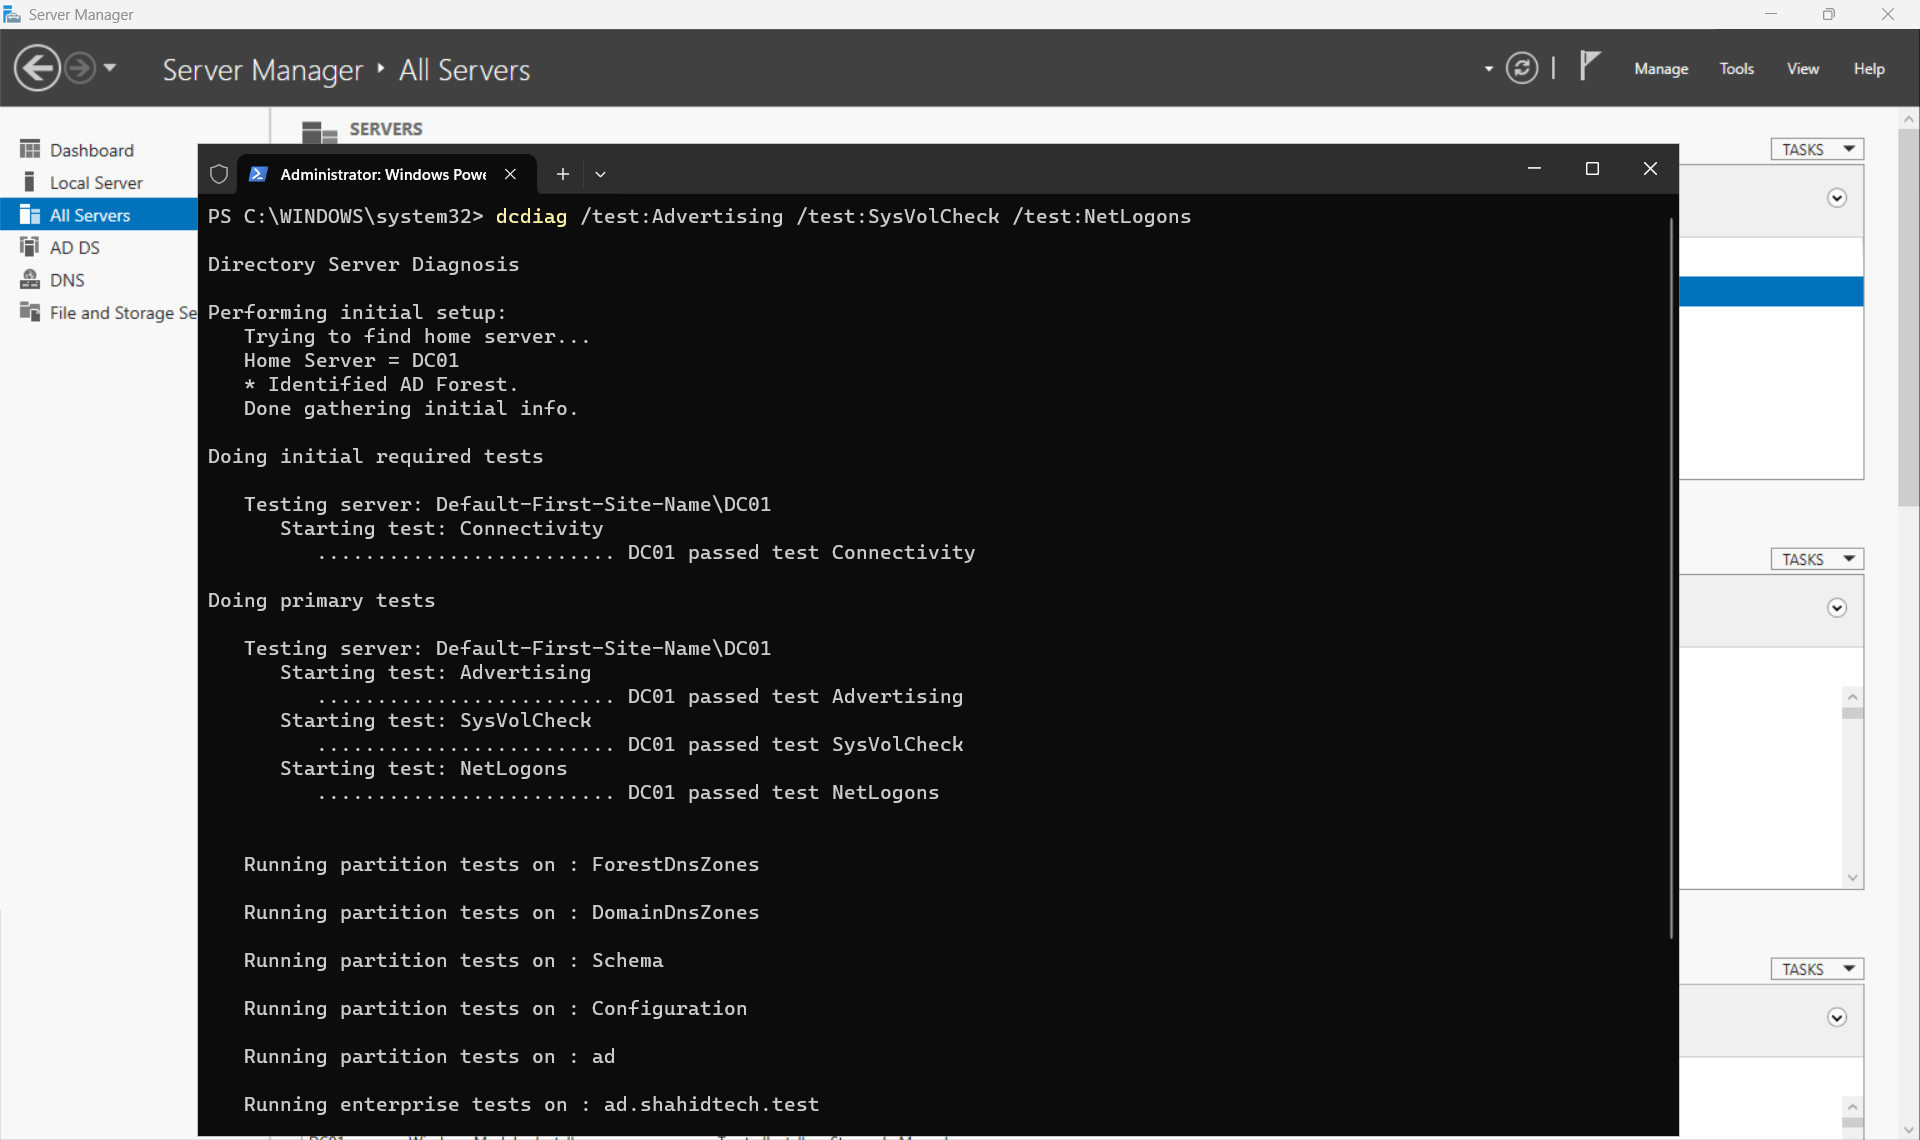 Server Manager
Server Manager ‣ All Servers
Manage Tools View Help
Dashboard
Local Server
All Servers
AD DS
DNS
File and Storage Se
SERVERS
TASKS
Administrator: Windows Powe
PS C:\WINDOWS\system32> dcdiag /test:Advertising /test:SysVolCheck /test:NetLogons
Directory Server Diagnosis
Performing initial setup:
Trying to find home server...
Home Server = DC01
* Identified AD Forest.
Done gathering initial info.
Doing initial required tests
Testing server: Default-First-Site-Name\DC01
Starting test: Connectivity
......................... DC01 passed test Connectivity
Doing primary tests
Testing server: Default-First-Site-Name\DC01
Starting test: Advertising
......................... DC01 passed test Advertising
Starting test: SysVolCheck
......................... DC01 passed test SysVolCheck
Starting test: NetLogons
......................... DC01 passed test NetLogons
Running partition tests on : ForestDnsZones
Running partition tests on : DomainDnsZones
Running partition tests on : Schema
Running partition tests on : Configuration
Running partition tests on : ad
Running enterprise tests on : ad.shahidtech.test
TASKS
TASKS